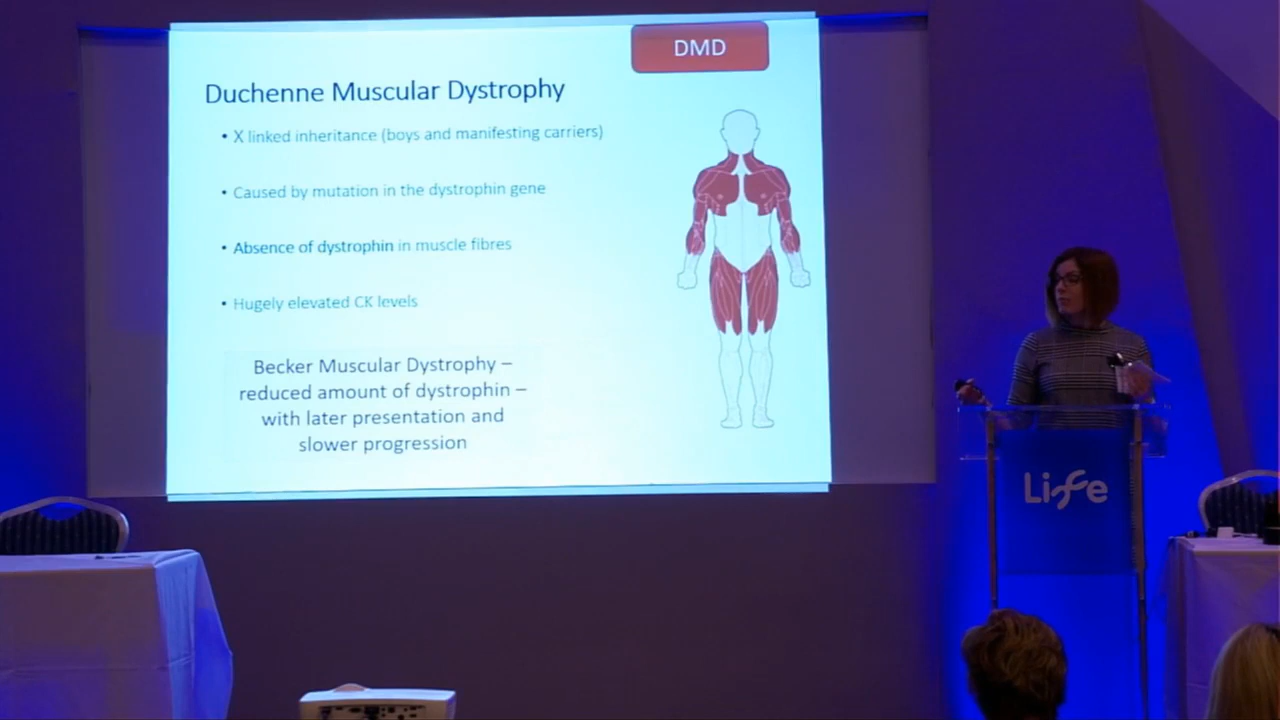 DMD
Duchenne Muscular Dystrophy
• X linked inheritance (boys and manifesting carriers)
• Caused by mutation in the dystrophin gene
• Absence of dystrophin in muscle fibres
• Hugely elevated CK levels
Becker Muscular Dystrophy –
reduced amount of dystrophin –
with later presentation and
slower progression
Life